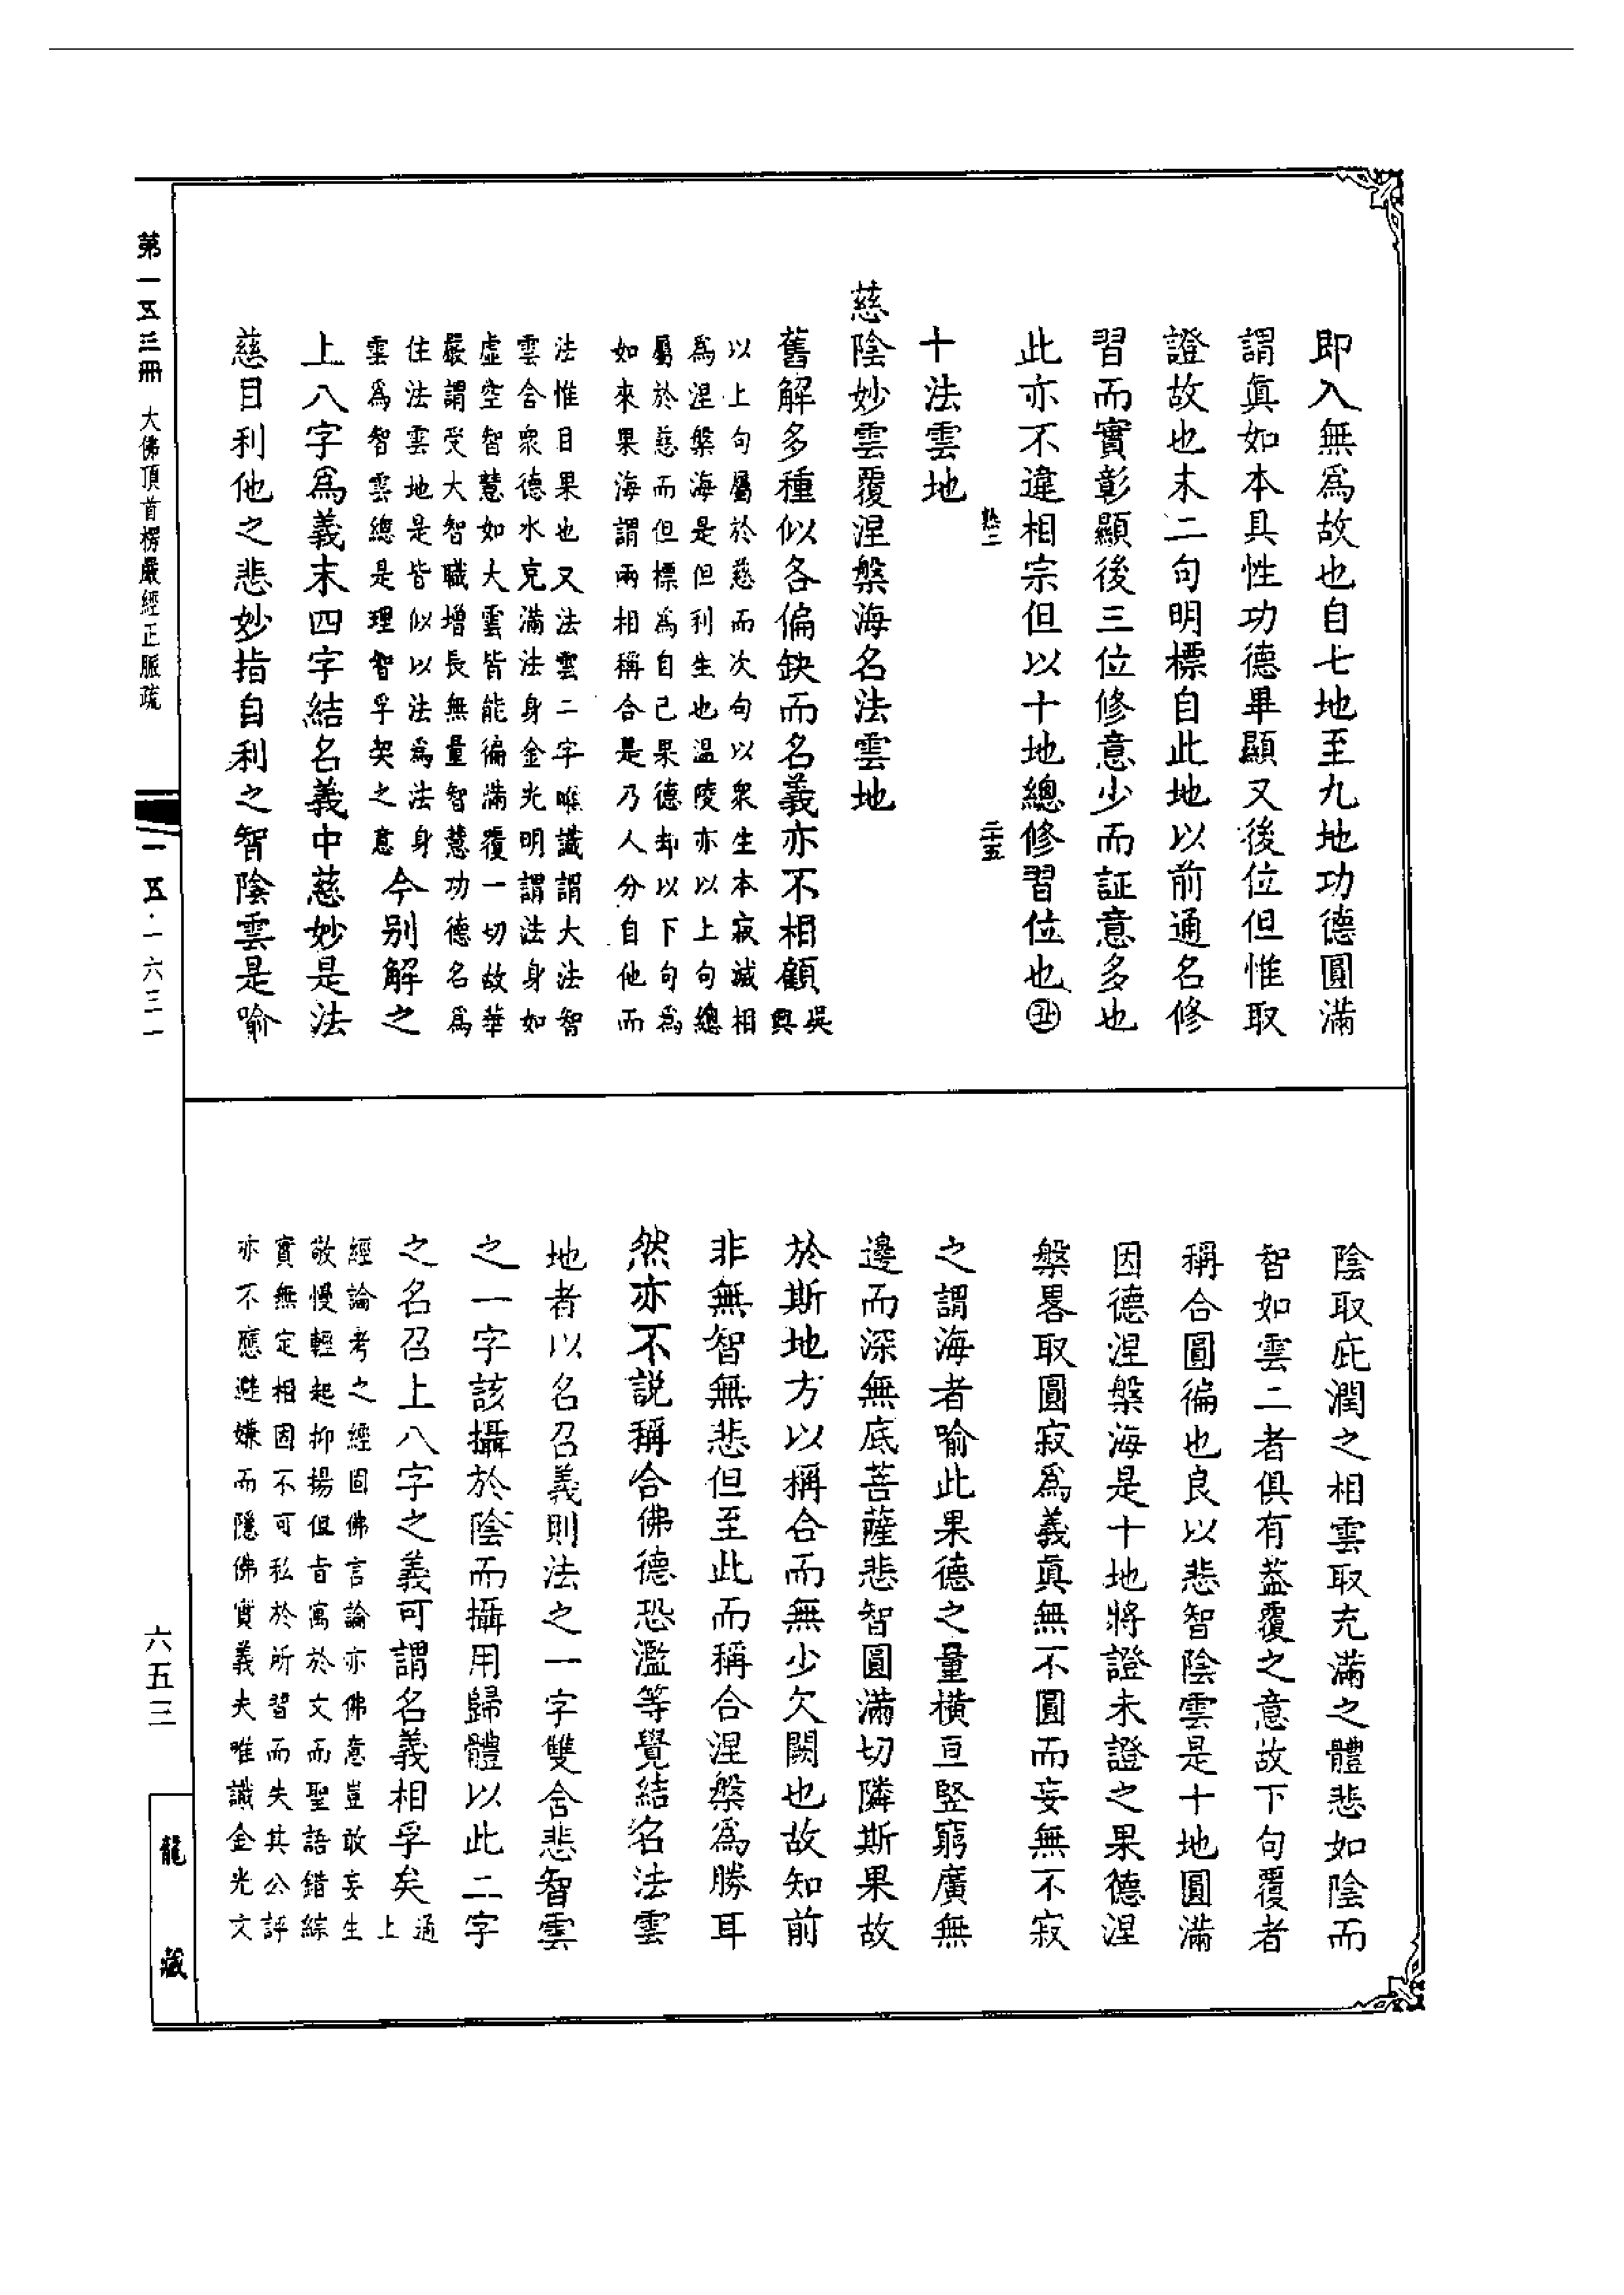 即入無爲故也自七地至九地功德圓滿
謂真如本具性功德畢顯又後位但惟取
證故也末二句明標自此地以前通名修
習而實彰顯後三位修意少而証意多也
此亦不違相宗但以十地總修習位也
二五
十法雲地
慈陰妙雲覆涅槃海名法雲地
舊解多種似各偏缺而名義亦不相顧吳興
以上句屬於慈而次句以衆生本寂滅相
爲涅槃海是但利生也温陵亦以上句總
屬於慈而但標爲自己果德却以下句爲
如來果海謂兩相稱合是乃人分自他而
法惟目果也又法雲二字唯識謂大法智
雲含衆德水充滿法身金光明謂法身如
虛空智慧如大雲皆能徧滿覆一切故華
嚴謂受大智職增長無量智慧功德名爲
住法雲地是皆似以法爲法身
雲爲智雲總是理智孚契之意今別解之
上八字爲義末四字結名義中慈妙是法
慈目利他之悲妙指自利之智陰雲是喻
陰取庇潤之相雲取充滿之體悲如陰而
智如雲二者俱有葢覆之意故下句覆者
稱合圓徧也良以悲智陰雲是十地圓滿
因德涅槃海是十地將證未證之果德涅
槃畧取圓寂爲義真無不圓而妄無不寂
之謂海者喻此果德之量橫亘竪窮廣無
邊而深無底菩薩悲智圓滿切隣斯果故
於斯地方以稱合而無少欠闕也故知前
非無智無悲但至此而稱合涅槃爲勝耳
然亦不說稱合佛德恐濫等覺結名法雲
地者以名召義則法之一字雙含悲智雲
之一字該攝於陰而攝用歸體以此二字
之名召上八字之義可謂名義相孚矣通上
經論考之經固佛言論亦佛意豈敢妄生
敬慢輕起抑揚但旨寓於文而聖語錯綜
實無定相固不可私於所習而失其公評
亦不應避嫌而隱佛實義夫唯識金光文
第一五三冊 大佛頂首楞嚴經正脈疏
一五·一六三一
六五三
龍藏